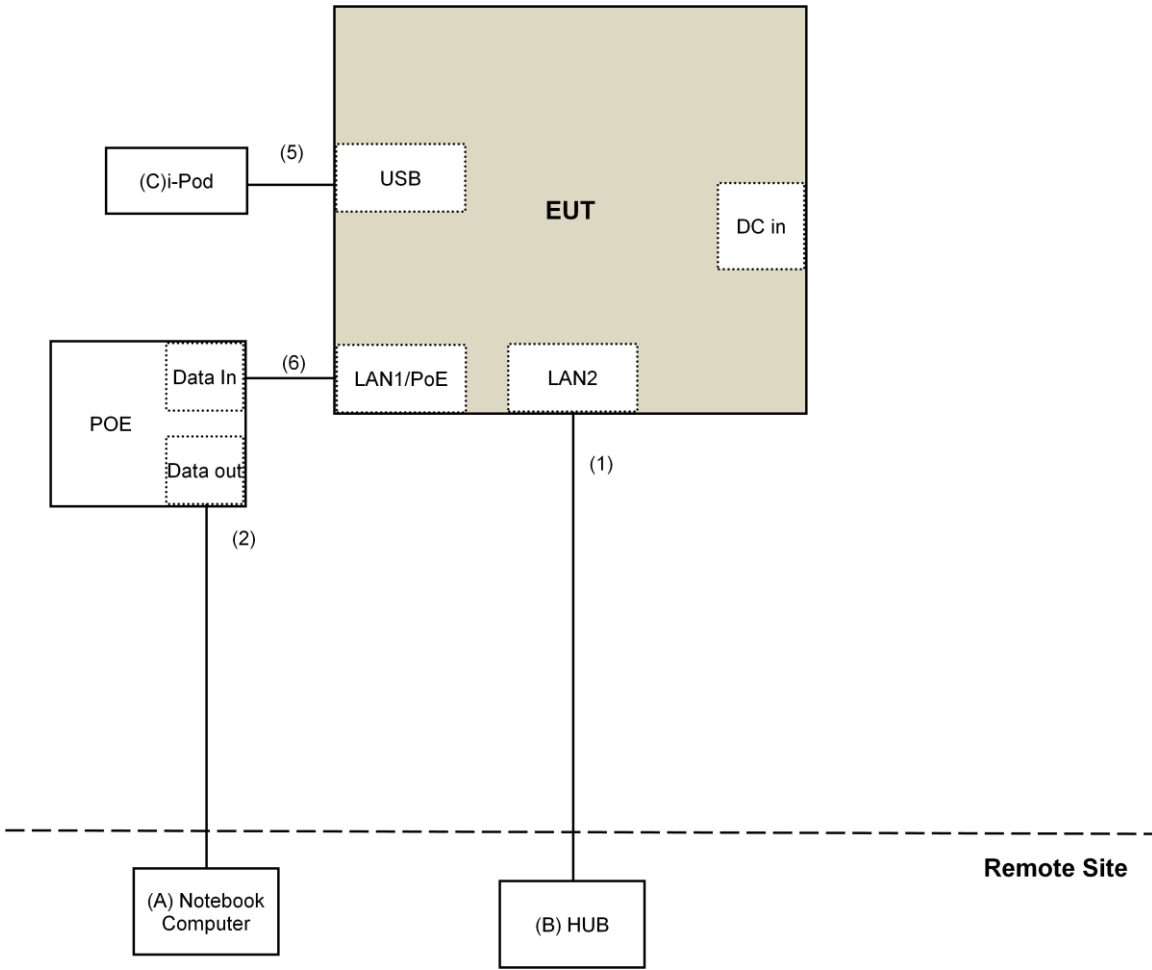 (5)
(C)i-Pod
USB
EUT
DC in
(6)
Data In
LAN1/PoE
LAN2
POE
Data out
(1)
(2)
Remote Site
(A) Notebook
Computer
(B) HUB